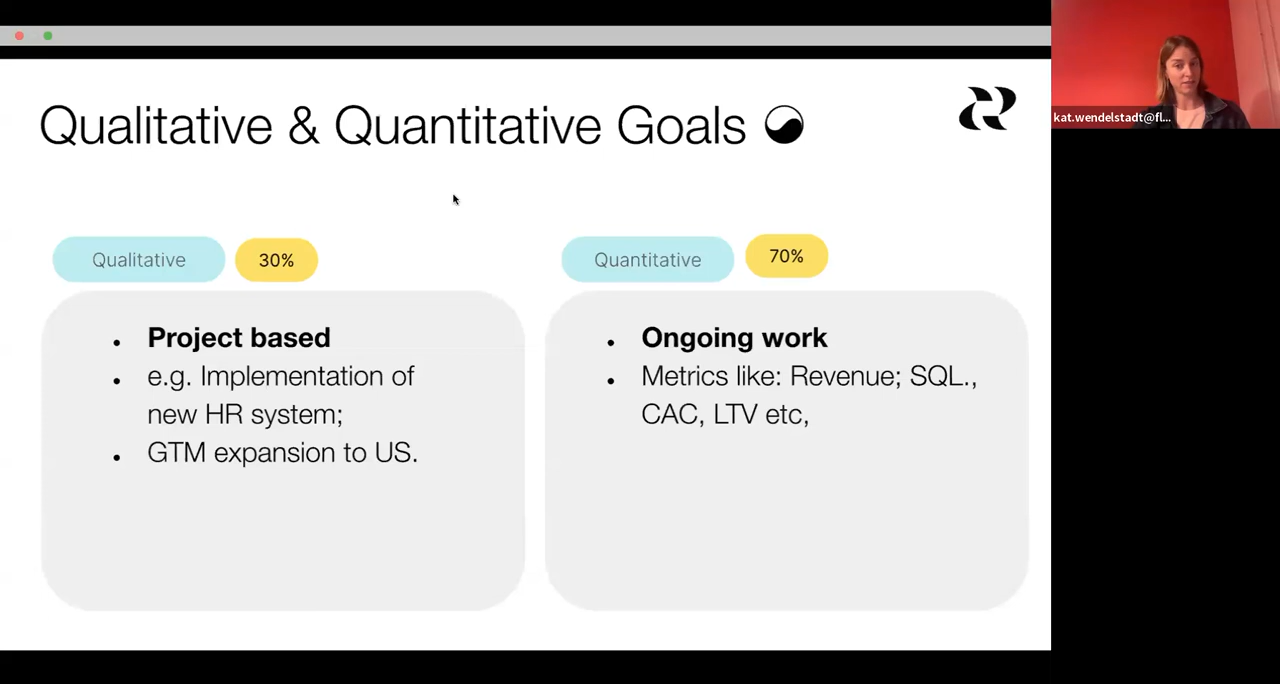 Qualitative & Quantitative Goals
kat.wendelstadt@fl...
Qualitative
30%
Project based
e.g. Implementation of
new HR system;
GTM expansion to US.
Quantitative
70%
Ongoing work
Metrics like: Revenue; SQL.,
CAC, LTV etc,